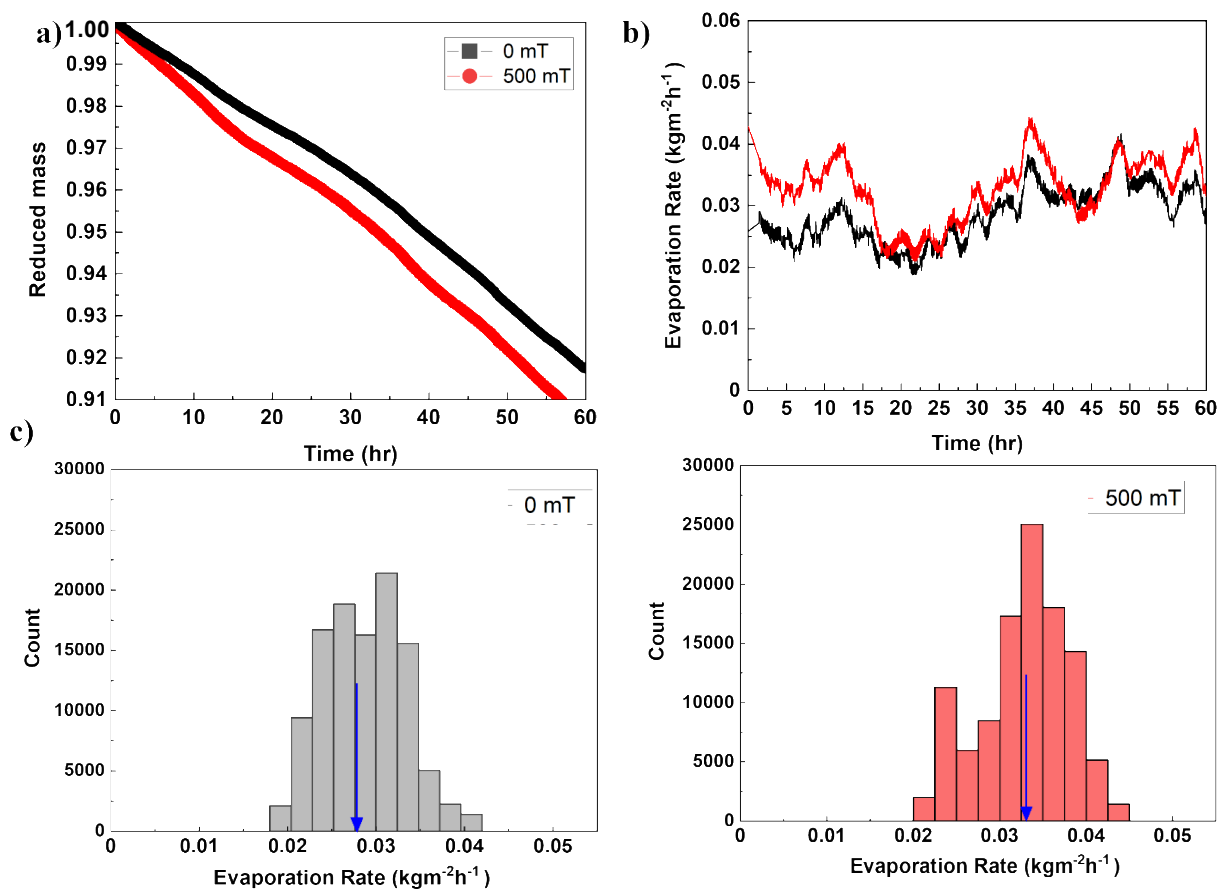 a)
Reduced mass
1.00
0.99
0.98
0.97
0.96
0.95
0.94
0.93
0.92
0.91
0 mT
500 mT
0 10 20 30 40 50 60
Time (hr)
b)
Evaporation Rate (kgm⁻²h⁻¹)
0.06
0.05
0.04
0.03
0.02
0.01
0
0 5 10 15 20 25 30 35 40 45 50 55 60
Time (hr)
c)
Count
30000
25000
20000
15000
10000
5000
0
0 mT
0 0.01 0.02 0.03 0.04 0.05
Evaporation Rate (kgm⁻²h⁻¹)
Count
30000
25000
20000
15000
10000
5000
0
500 mT
0 0.01 0.02 0.03 0.04 0.05
Evaporation Rate (kgm⁻²h⁻¹)